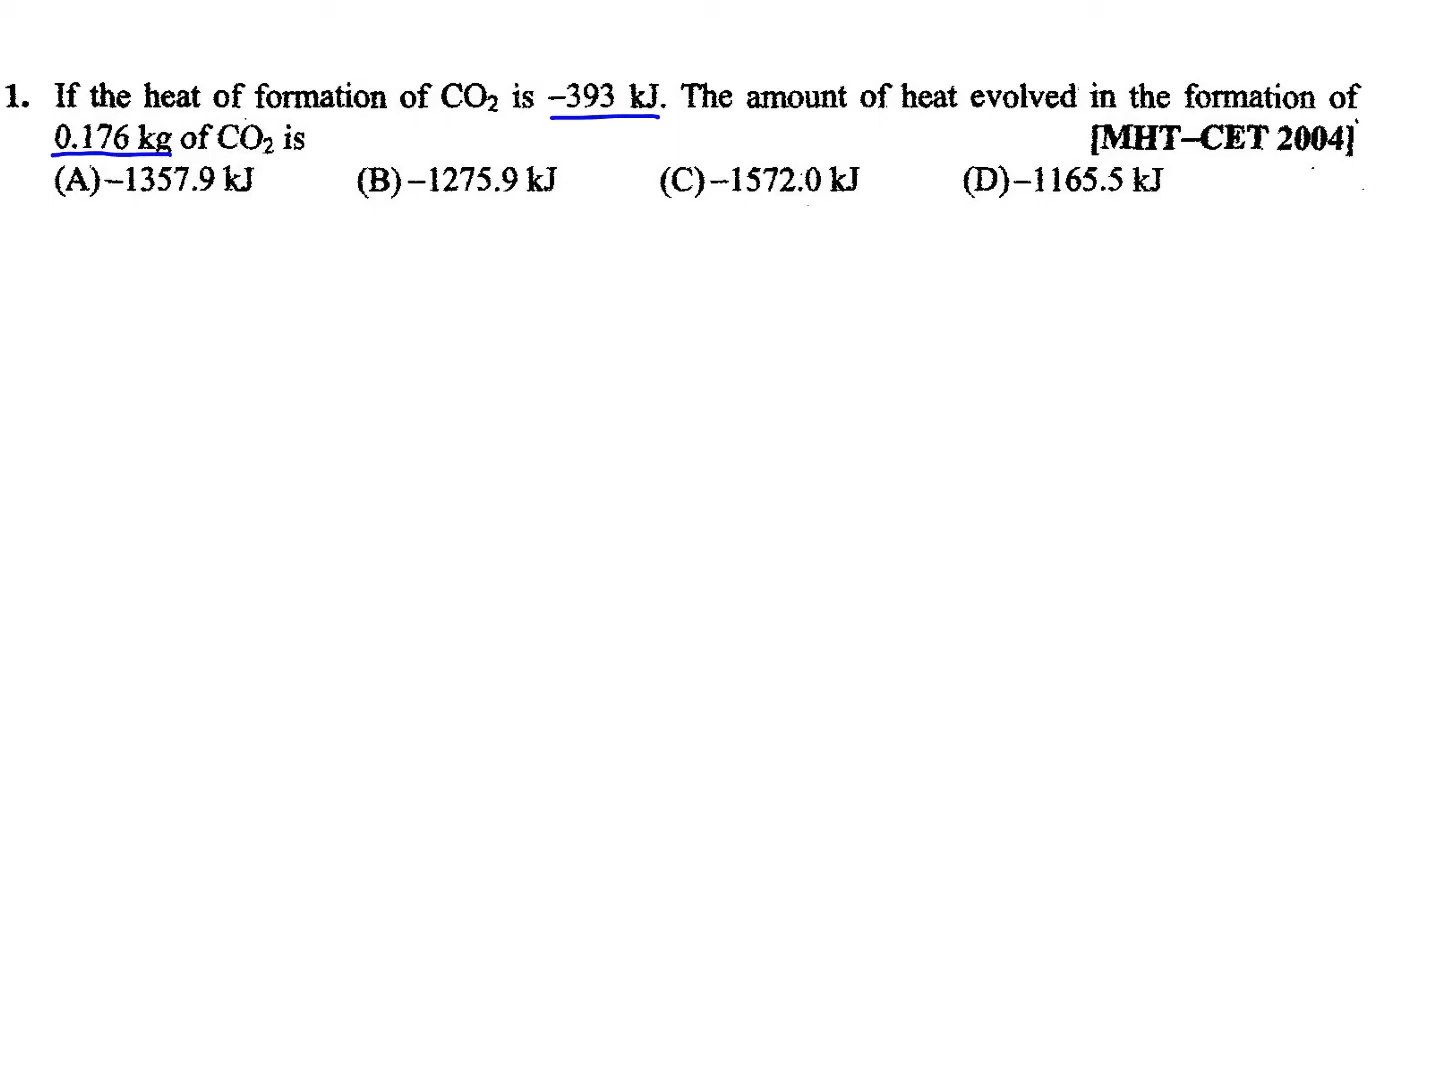 1. If the heat of formation of CO₂ is –393 kJ. The amount of heat evolved in the formation of
0.176 kg of CO₂ is [MHT–CET 2004]
(A) –1357.9 kJ (B) –1275.9 kJ (C) –1572.0 kJ (D) –1165.5 kJ